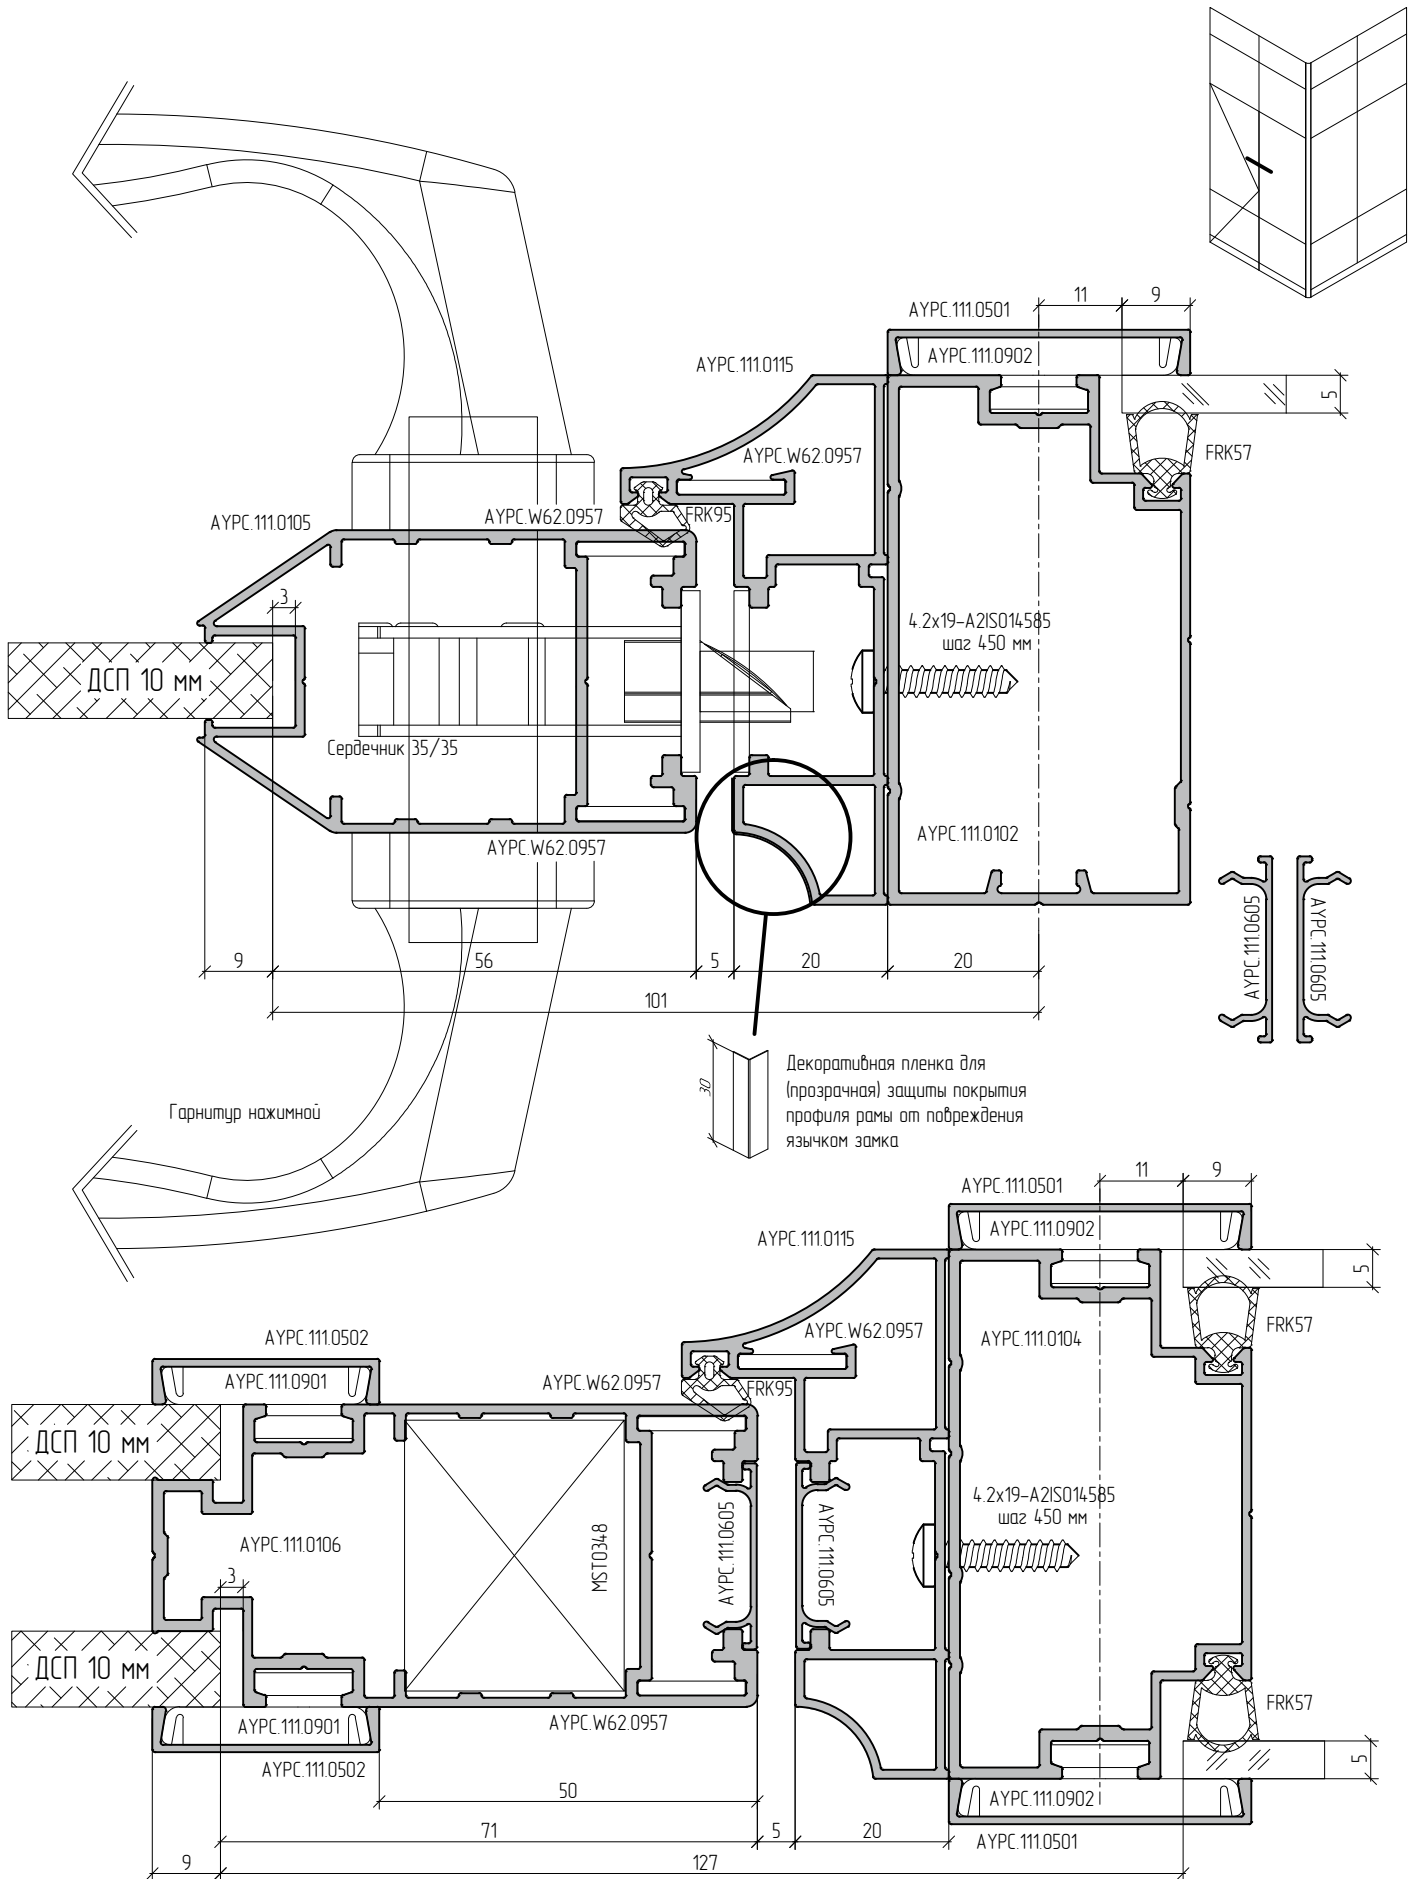 11
9
AYPC.111.0501
AYPC.111.0902
AYPC.111.0115
5
AYPC.W62.0957
FRK57
AYPC.111.0105
AYPC.W62.0957
FRK95
3
4.2x19-A2ISO14585
шаг 450 мм
ДСП 10 мм
Сердечник 35/35
AYPC.111.0102
AYPC.W62.0957
AYPC.111.0605
AYPC.111.0605
9
56
5
20
20
101
30
Декоративная пленка для
(прозрачная) защиты покрытия
профиля рамы от повреждения
язычком замка
Гарнитур нажимной
11
9
AYPC.111.0501
AYPC.111.0902
AYPC.111.0115
5
AYPC.111.0502
AYPC.W62.0957
AYPC.111.0104
FRK57
AYPC.111.0901
AYPC.W62.0957
FRK95
ДСП 10 мм
4.2x19-A2ISO14585
шаг 450 мм
AYPC.111.0106
MST0348
AYPC.111.0605
AYPC.111.0605
3
ДСП 10 мм
AYPC.111.0901
AYPC.W62.0957
FRK57
AYPC.111.0502
5
50
AYPC.111.0902
71
5
20
AYPC.111.0501
9
127